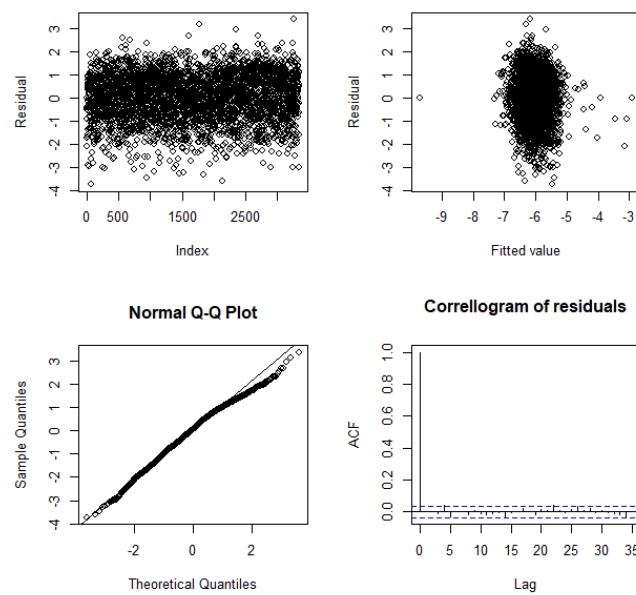 Residual
3
2
1
0
-1
-2
-3
-4
0 500 1500 2500
Index
Residual
3
2
1
0
-1
-2
-3
-4
-9 -8 -7 -6 -5 -4 -3
Fitted value
Normal Q-Q Plot
Sample Quantiles
3
2
1
0
-1
-2
-3
-4
-2 0 2
Theoretical Quantiles
Correllogram of residuals
ACF
1.0
0.8
0.6
0.4
0.2
0.0
0 5 10 15 20 25 30 35
Lag